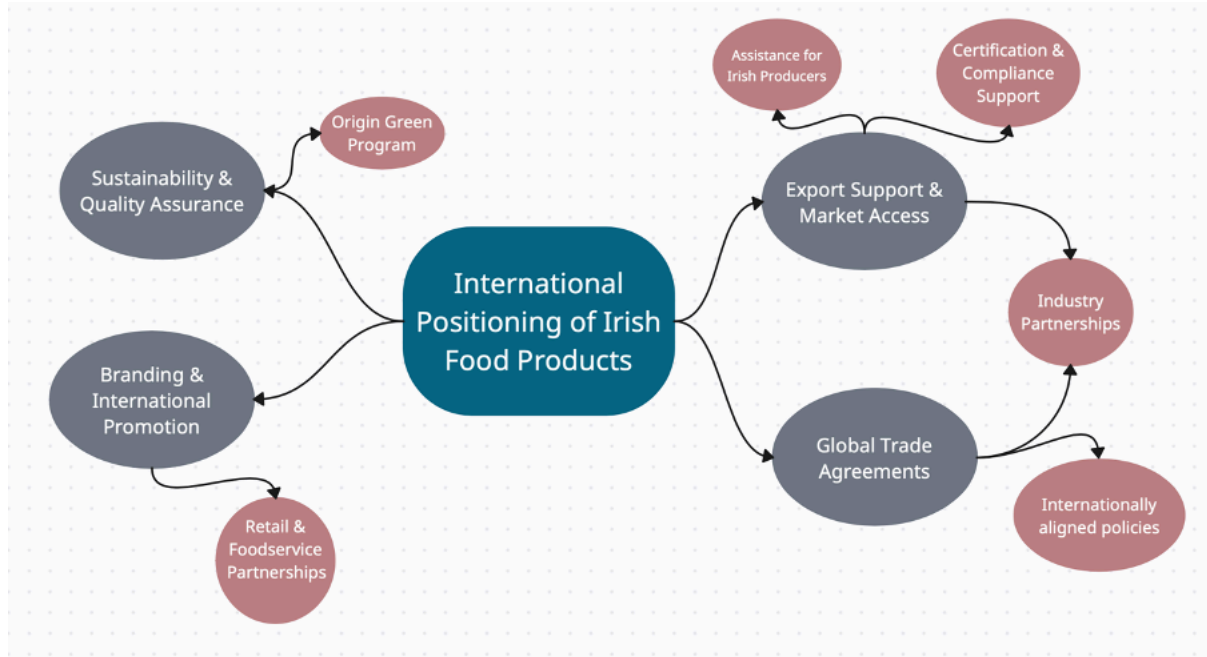 Assistance for
Irish Producers
Certification &
Compliance
Support
Origin Green
Program
Sustainability &
Quality Assurance
Export Support &
Market Access
International
Positioning of Irish
Food Products
Industry
Partnerships
Branding &
International
Promotion
Global Trade
Agreements
Retail &
Foodservice
Partnerships
Internationally
aligned policies